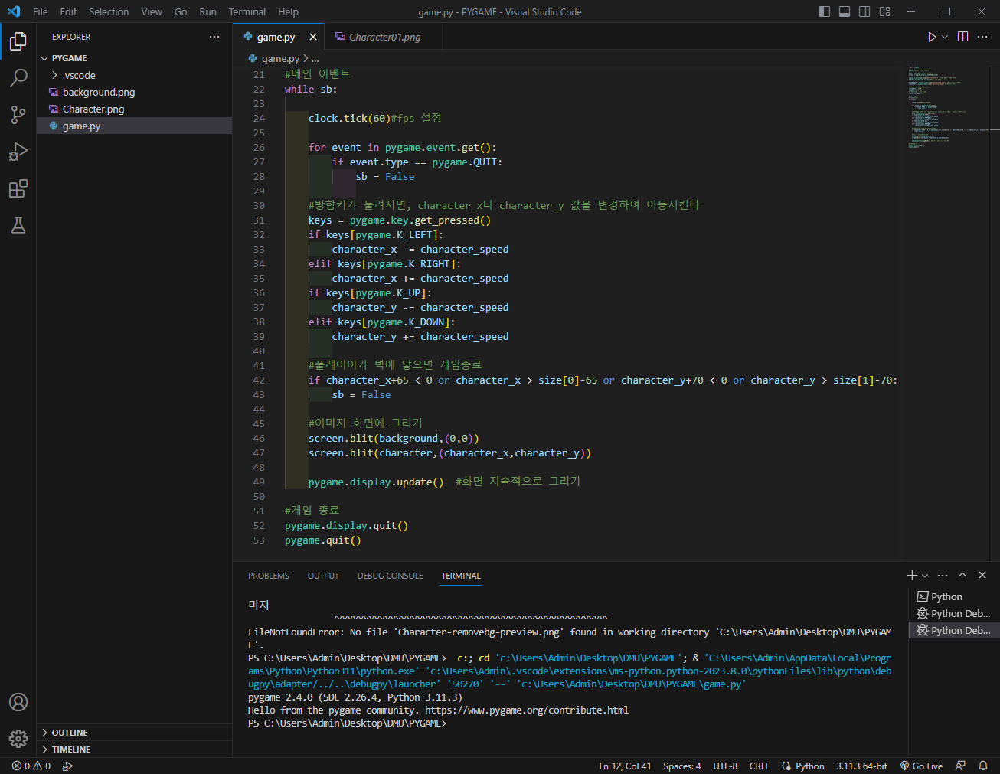 File Edit Selection View Go Run Terminal Help game.py - PYGAME - Visual Studio Code
EXPLORER
PYGAME
.vscode
background.png
Character.png
game.py
OUTLINE
TIMELINE
game.py Character01.png
game.py > ...
21 #메인 이벤트
22 while sb:
23
24 clock.tick(60)#fps 설정
25
26 for event in pygame.event.get():
27 if event.type == pygame.QUIT:
28 sb = False
29
30 #방향키가 눌려지면, character_x나 character_y 값을 변경하여 이동시킨다
31 keys = pygame.key.get_pressed()
32 if keys[pygame.K_LEFT]:
33 character_x -= character_speed
34 elif keys[pygame.K_RIGHT]:
35 character_x += character_speed
36 if keys[pygame.K_UP]:
37 character_y -= character_speed
38 elif keys[pygame.K_DOWN]:
39 character_y += character_speed
40
41 #플레이어가 벽에 닿으면 게임종료
42 if character_x+65 < 0 or character_x > size[0]-65 or character_y+70 < 0 or character_y > size[1]-70:
43 sb = False
44
45 #이미지 화면에 그리기
46 screen.blit(background,(0,0))
47 screen.blit(character,(character_x,character_y))
48
49 pygame.display.update() #화면 지속적으로 그리기
50
51 #게임 종료
52 pygame.display.quit()
53 pygame.quit()
PROBLEMS OUTPUT DEBUG CONSOLE TERMINAL
미지
^^^^^^^^^^^^^^^^^^^^^^^^^^^^^^^^^^^^^^^^^^^^^^^^^^^
FileNotFoundError: No file 'Character-removebg-preview.png' found in working directory 'C:\Users\Admin\Desktop\DMU\PYGAM
E'.
PS C:\Users\Admin\Desktop\DMU\PYGAME> c:; cd 'c:\Users\Admin\Desktop\DMU\PYGAME'; & 'C:\Users\Admin\AppData\Local\Progr
ams\Python\Python311\python.exe' 'c:\Users\Admin\.vscode\extensions\ms-python.python-2023.8.0\pythonFiles\lib\python\deb
ugpy\adapter/../..\debugpy\launcher' '50270' '--' 'c:\Users\Admin\Desktop\DMU\PYGAME\game.py'
pygame 2.4.0 (SDL 2.26.4, Python 3.11.3)
Hello from the pygame community. https://www.pygame.org/contribute.html
PS C:\Users\Admin\Desktop\DMU\PYGAME>
Python
Python Deb...
Python Deb...
0 0 Ln 12, Col 41 Spaces: 4 UTF-8 CRLF Python 3.11.3 64-bit Go Live